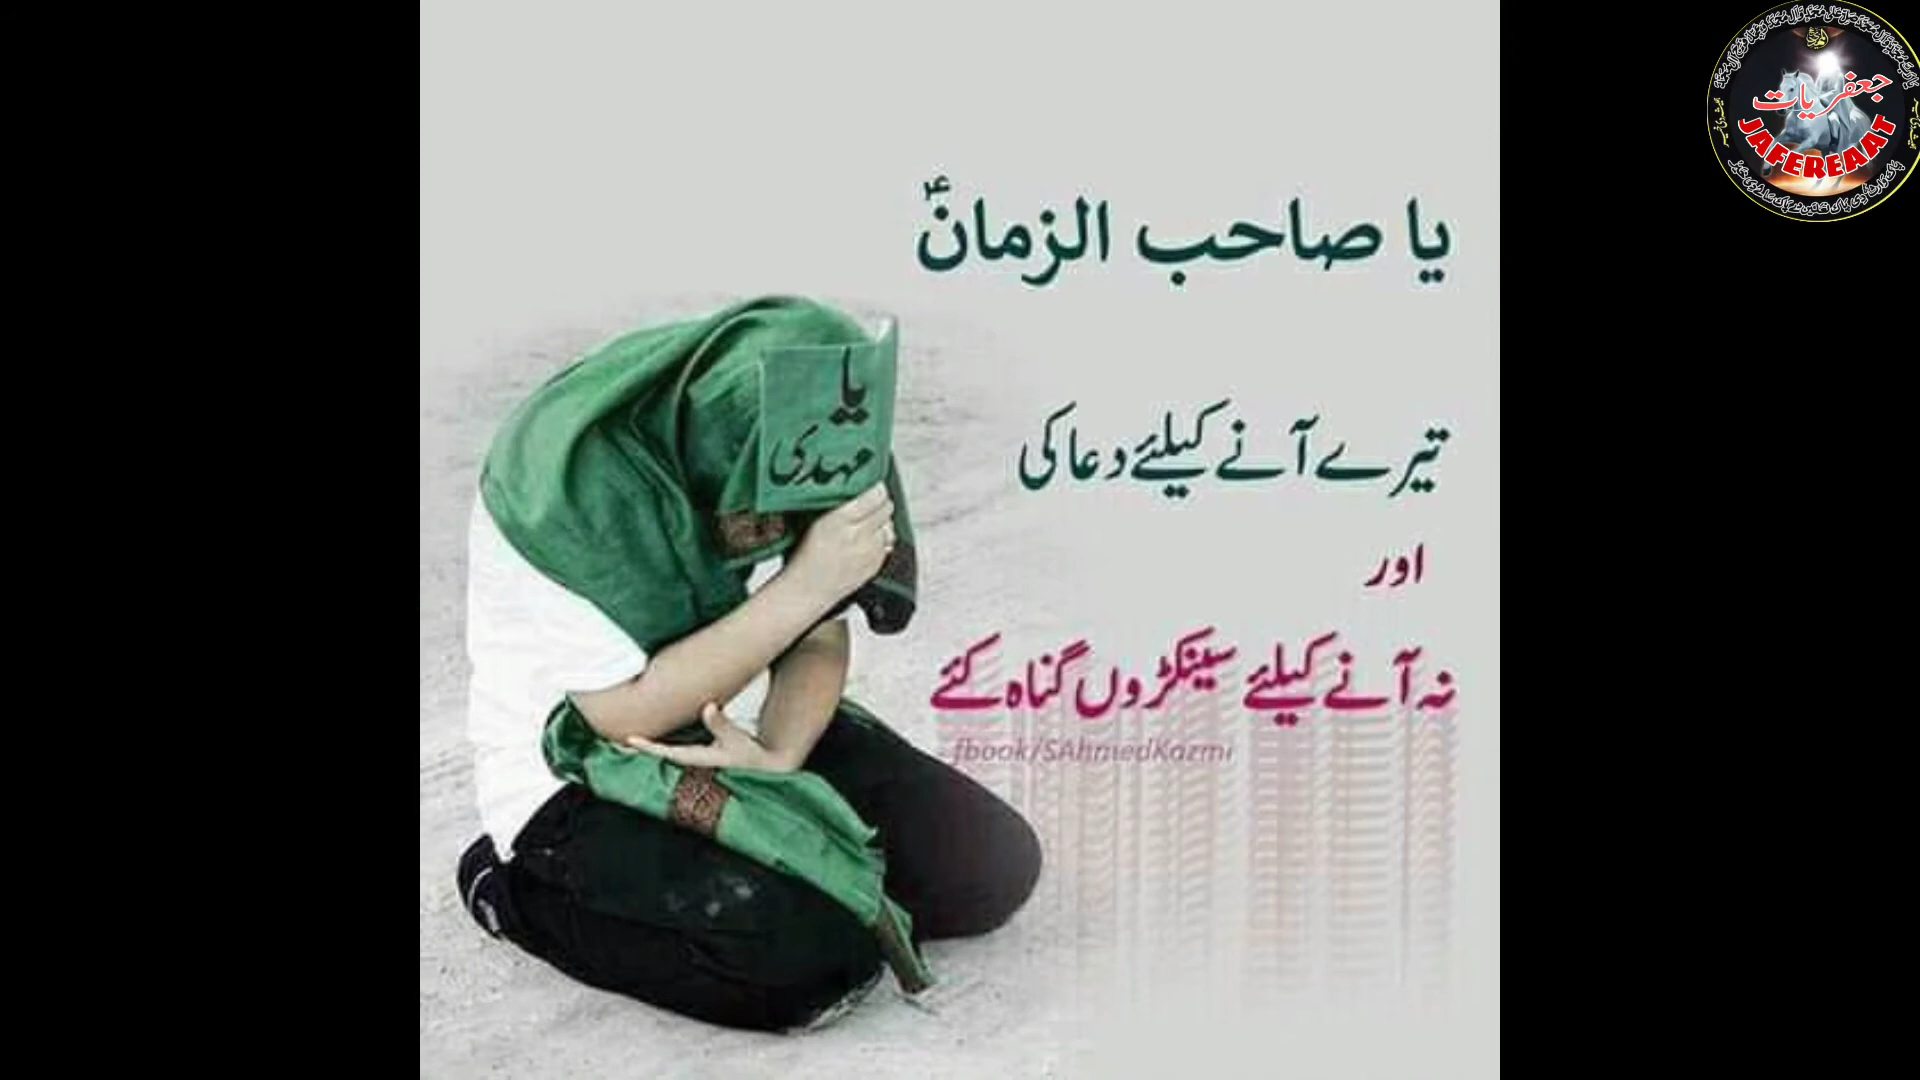 یا صاحب الزمانؑ
تیرے آنے کیلئے دعا کی
اور
نہ آنے کیلئے سینکڑوں گناہ کئے
fbook/SAhmedKazmi
یا
مہدی
جعفریات
JAFEREAAT